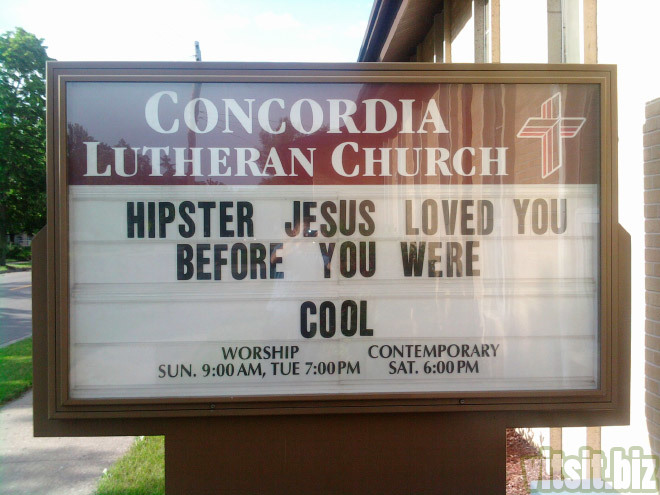 CONCORDIA
LUTHERAN CHURCH
HIPSTER JESUS LOVED YOU
BEFORE YOU WERE
COOL
WORSHIP CONTEMPORARY
SUN. 9:00 AM, TUE 7:00 PM SAT. 6:00 PM
vitsit.biz